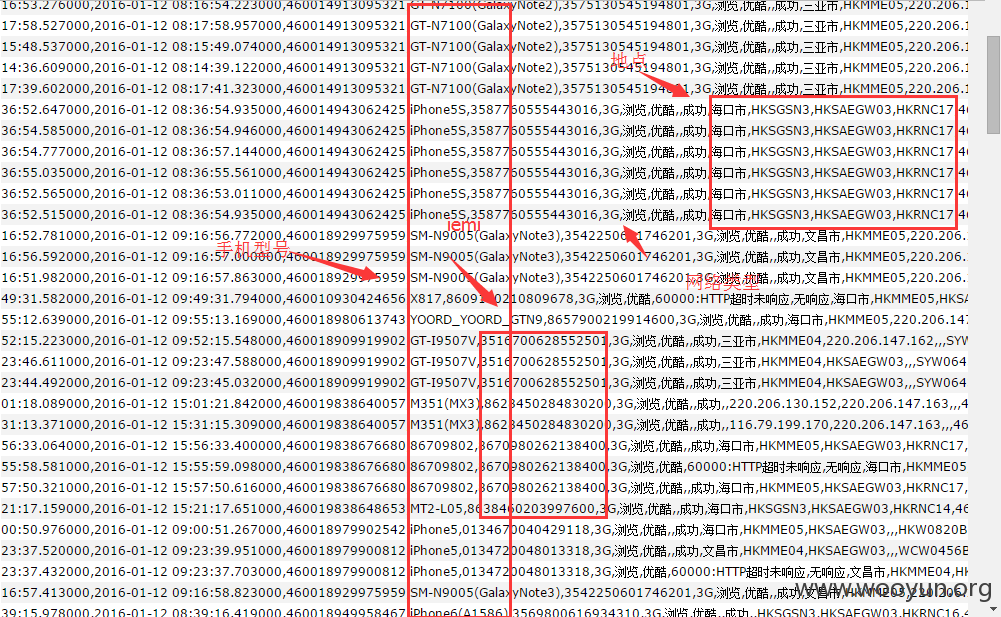 16:53.276000,2016-01-12 08:16:54.223000,460014913095321 GT-N7100(GalaxyNote2),3575130545194801,3G,浏览,优酷,,成功,三亚市,HKMME05,220.206.1
17:58.527000,2016-01-12 08:17:58.957000,460014913095321 GT-N7100(GalaxyNote2),3575130545194801,3G,浏览,优酷,,成功,三亚市,HKMME05,220.206.1
15:48.537000,2016-01-12 08:15:49.074000,460014913095321 GT-N7100(GalaxyNote2),3575130545194801,3G,浏览,优酷,,成功,三亚市,HKMME05,220.206.1
地点
14:36.609000,2016-01-12 08:14:39.122000,460014913095321 GT-N7100(GalaxyNote2),3575130545194801,3G,浏览,优酷,,成功,三亚市,HKMME05,220.206.1
17:39.602000,2016-01-12 08:17:41.323000,460014913095321 GT-N7100(GalaxyNote2),3575130545194801,3G,浏览,优酷,,成功,三亚市,HKMME05,220.206.1
36:52.647000,2016-01-12 08:36:54.935000,460014943062425 iPhone5S,3587760555443016,3G,浏览,优酷,,成功,海口市,HKSGSN3,HKSAEGW03,HKRNC17,46
36:54.585000,2016-01-12 08:36:54.946000,460014943062425 iPhone5S,3587760555443016,3G,浏览,优酷,,成功,海口市,HKSGSN3,HKSAEGW03,HKRNC17,46
36:54.777000,2016-01-12 08:36:57.144000,460014943062425 iPhone5S,3587760555443016,3G,浏览,优酷,,成功,海口市,HKSGSN3,HKSAEGW03,HKRNC17,46
36:55.035000,2016-01-12 08:36:55.561000,460014943062425 iPhone5S,3587760555443016,3G,浏览,优酷,,成功,海口市,HKSGSN3,HKSAEGW03,HKRNC17,46
36:52.565000,2016-01-12 08:36:53.011000,460014943062425 iPhone5S,3587760555443016,3G,浏览,优酷,,成功,海口市,HKSGSN3,HKSAEGW03,HKRNC17,46
36:52.515000,2016-01-12 08:36:54.935000,460014943062425 iPhone5S,3587760555443016,3G,浏览,优酷,,成功,海口市,HKSGSN3,HKSAEGW03,HKRNC17,46
iemi
16:52.781000,2016-01-12 09:16:56.772000,460018929975959 SM-N9005(GalaxyNote3),3542250601746201,3G,浏览,优酷,,成功,文昌市,HKMME05,220.206.
手机型号
16:56.592000,2016-01-12 09:16:57.010000,460018929975959 SM-N9005(GalaxyNote3),3542250601746201,3G,浏览,优酷,,成功,文昌市,HKMME05,220.206.
16:51.982000,2016-01-12 09:16:57.863000,460018929975959 SM-N9005(GalaxyNote3),3542250601746201,3G,浏览,优酷,,成功,文昌市,HKMME05,220.206.
网络类型
49:31.582000,2016-01-12 09:49:31.794000,460010930424656 X817,8609100210809678,3G,浏览,优酷,60000:HTTP超时未响应,无响应,海口市,HKMME05,HKSA
55:12.639000,2016-01-12 09:55:13.169000,460018980613743 YOORD_YOORD_GTN9,8657900219914600,3G,浏览,优酷,,成功,海口市,HKMME05,220.206.147
52:15.223000,2016-01-12 09:52:15.548000,460018909919902 GT-I9507V,3516700628552501,3G,浏览,优酷,,成功,三亚市,HKMME04,220.206.147.162,,,SYW
23:46.611000,2016-01-12 09:23:47.588000,460018909919902 GT-I9507V,3516700628552501,3G,浏览,优酷,,成功,三亚市,HKMME04,HKSAEGW03,,,SYW064
23:44.492000,2016-01-12 09:23:45.032000,460018909919902 GT-I9507V,3516700628552501,3G,浏览,优酷,,成功,三亚市,HKMME04,HKSAEGW03,,,SYW064
01:18.089000,2016-01-12 15:01:21.842000,460019838640057 M351(MX3),8623450284830200,3G,浏览,优酷,,成功,,220.206.130.152,220.206.147.163,,,4
31:13.371000,2016-01-12 15:31:15.309000,460019838640057 M351(MX3),8623450284830200,3G,浏览,优酷,,成功,,116.79.199.170,220.206.147.163,,,46
56:33.064000,2016-01-12 15:56:33.400000,460019838676680 86709802,8670980262138400,3G,浏览,优酷,,成功,海口市,HKMME05,HKSAEGW03,HKRNC17,
55:58.581000,2016-01-12 15:55:59.098000,460019838676680 86709802,8670980262138400,3G,浏览,优酷,60000:HTTP超时未响应,无响应,海口市,HKMME05
57:50.321000,2016-01-12 15:57:50.616000,460019838676680 86709802,8670980262138400,3G,浏览,优酷,,成功,海口市,HKMME05,HKSAEGW03,HKRNC17,
21:17.159000,2016-01-12 15:21:17.651000,460019838648653 MT2-L05,8638460203997600,3G,浏览,优酷,,成功,海口市,HKSGSN3,HKSAEGW03,HKRNC14,46
00:50.976000,2016-01-12 09:00:51.267000,460018979902542 iPhone5,0134670040429118,3G,浏览,优酷,,成功,海口市,HKMME05,HKSAEGW03,,,HKW0820B
23:37.520000,2016-01-12 09:23:39.951000,460018979900812 iPhone5,0134720048013318,3G,浏览,优酷,,成功,文昌市,HKMME04,HKSAEGW03,,,WCW0456B
23:37.432000,2016-01-12 09:23:37.703000,460018979900812 iPhone5,0134720048013318,3G,浏览,优酷,60000:HTTP超时未响应,无响应,文昌市,HKMME04,HK
16:57.413000,2016-01-12 09:16:58.823000,460018929975959 SM-N9005(GalaxyNote3),3542250601746201,3G,浏览,优酷,,成功,文昌市,HKMME05,220.206.
www.wooyun.org
39:15.978000,2016-01-12 08:39:16.419000,460018949958467 iPhone6(A1586),3569800616934310,3G,浏览,优酷,,成功,,HKSGSN3,HKSAEGW03,HKRNC16,4